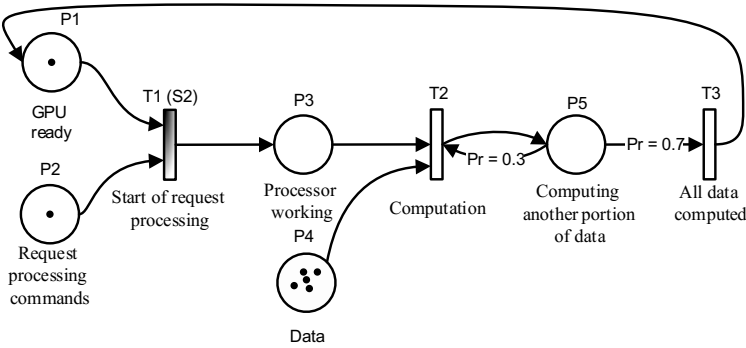 P1
GPU
ready
P2
Request
processing
commands
T1 (S2)
Start of request
processing
P3
Processor
working
P4
Data
T2
Computation
Pr = 0.3
P5
Computing
another portion
of data
Pr = 0.7
T3
All data
computed